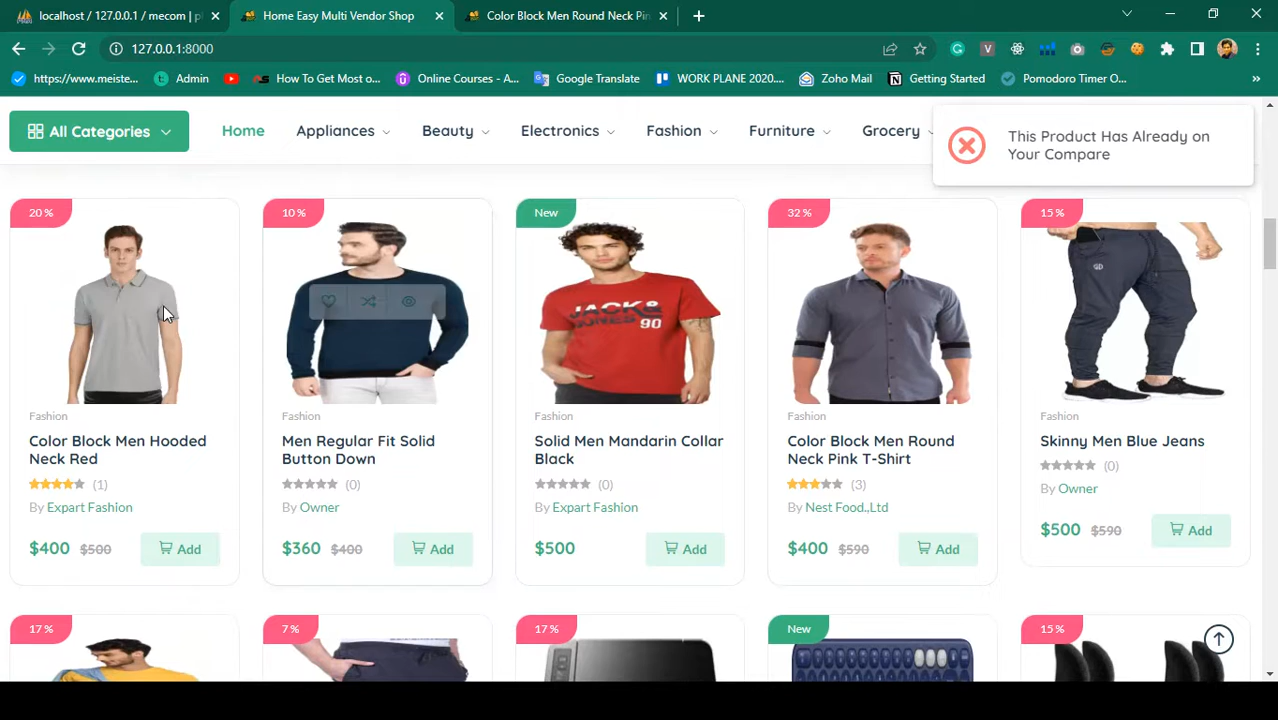 localhost / 127.0.0.1 / mecom | p
Home Easy Multi Vendor Shop
Color Block Men Round Neck Pin
127.0.0.1:8000
https://www.meiste...
Admin
How To Get Most o...
Online Courses - A...
Google Translate
WORK PLANE 2020....
Zoho Mail
Getting Started
Pomodoro Timer O...
All Categories
Home
Appliances
Beauty
Electronics
Fashion
Furniture
Grocery
This Product Has Already on
Your Compare
20 %
10 %
New
32 %
15 %
JACK&
JONES
90
Fashion
Color Block Men Hooded
Neck Red
(1)
By Expart Fashion
$400 $500
Add
Fashion
Men Regular Fit Solid
Button Down
(0)
By Owner
$360 $400
Add
Fashion
Solid Men Mandarin Collar
Black
(0)
By Expart Fashion
$500
Add
Fashion
Color Block Men Round
Neck Pink T-Shirt
(3)
By Nest Food.,Ltd
$400 $590
Add
Fashion
Skinny Men Blue Jeans
(0)
By Owner
$500 $590
Add
17 %
7 %
17 %
New
15 %